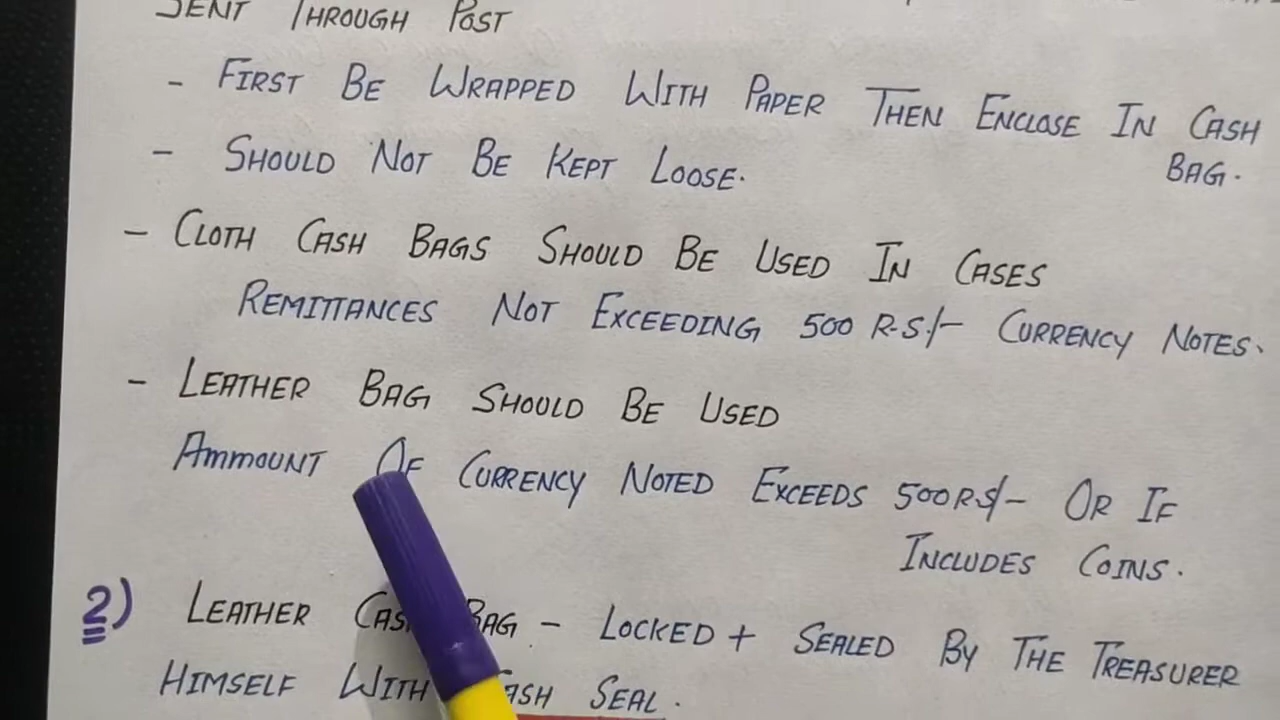 SENT THROUGH POST
- FIRST BE WRAPPED WITH PAPER THEN ENCLOSE IN CASH
BAG.
- SHOULD NOT BE KEPT LOOSE.
- CLOTH CASH BAGS SHOULD BE USED IN CASES
REMITTANCES NOT EXCEEDING 500 R.S/- CURRENCY NOTES.
- LEATHER BAG SHOULD BE USED
AMMOUNT OF CURRENCY NOTED EXCEEDS 500RS/- OR IF
INCLUDES COINS.
2) LEATHER CASH BAG - LOCKED + SEALED BY THE TREASURER
HIMSELF WITH CASH SEAL.